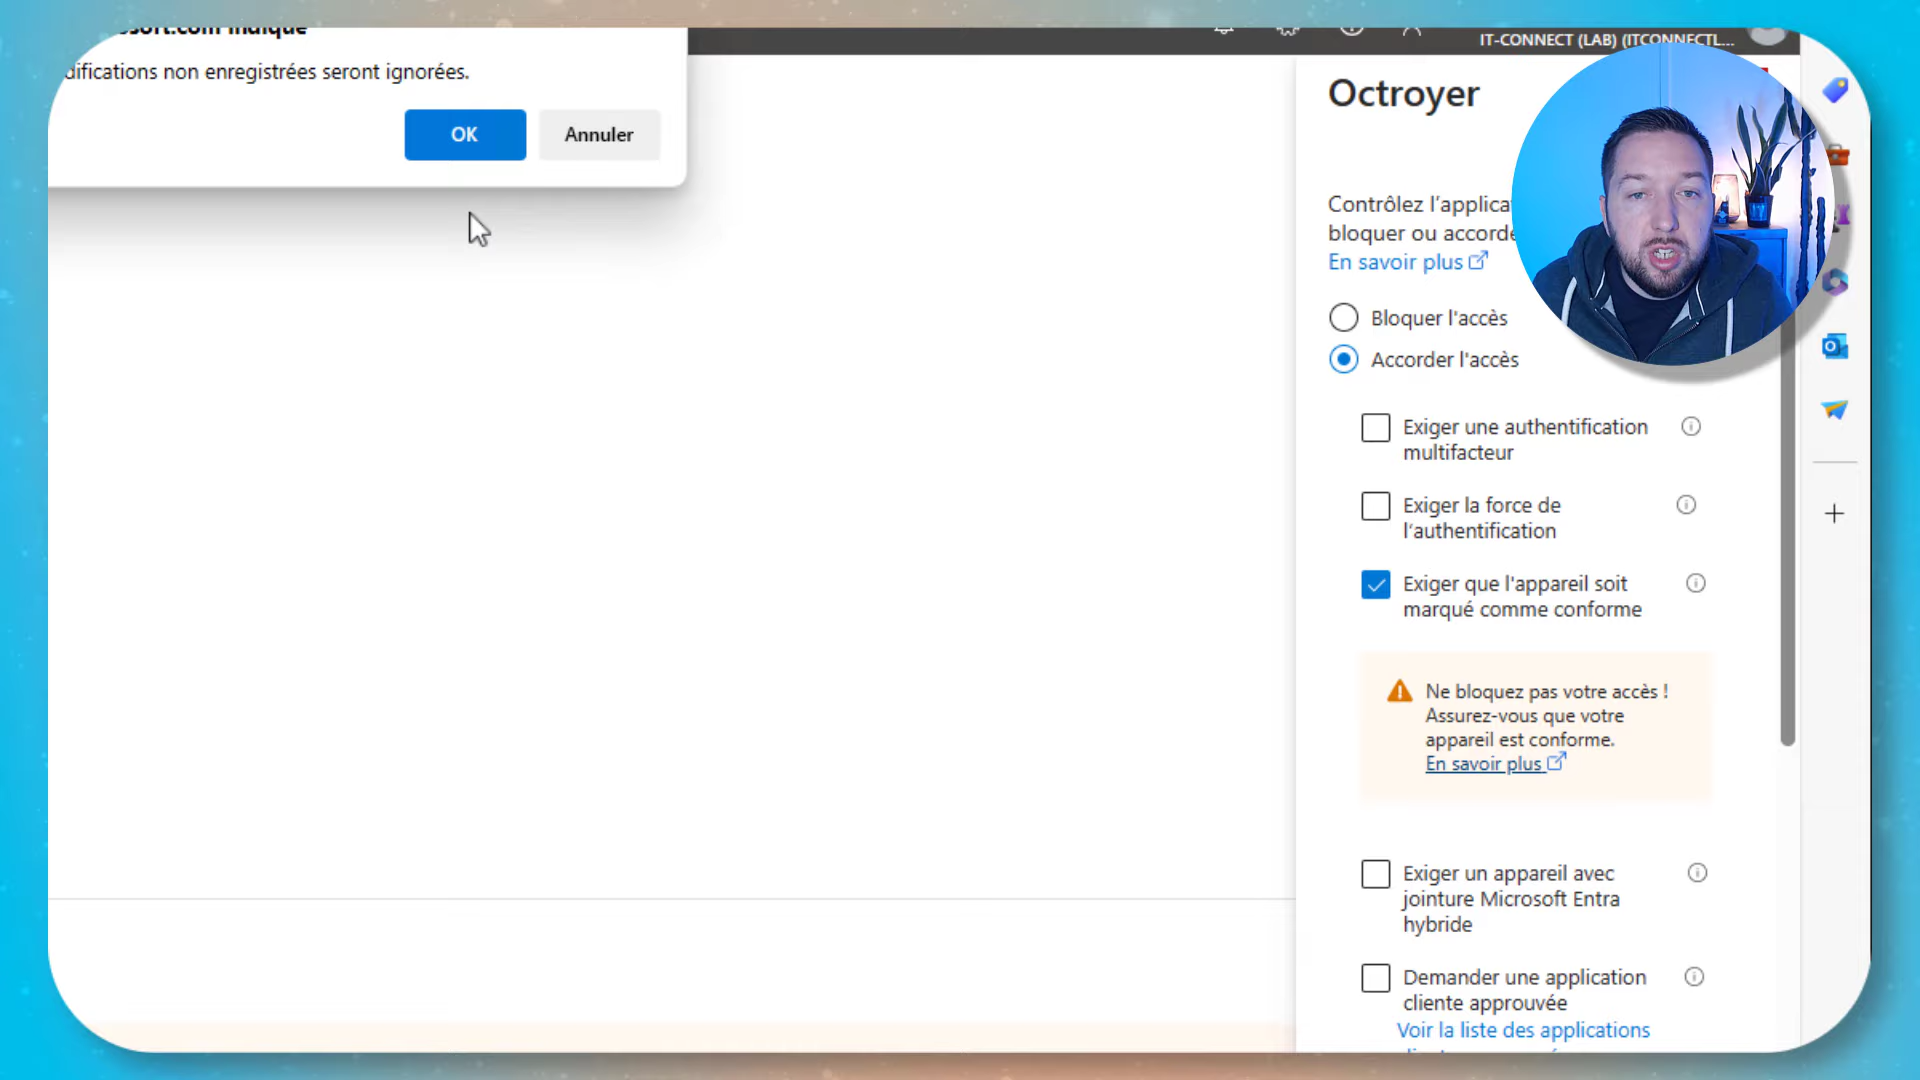 indique
difications non enregistrées seront ignorées.
OK
Annuler
IT-CONNECT (LAB) (ITCONNECTL...
Octroyer
Contrôlez l'applica
bloquer ou accorde
En savoir plus
Bloquer l'accès
Accorder l'accès
Exiger une authentification
multifacteur
Exiger la force de
l'authentification
Exiger que l'appareil soit
marqué comme conforme
Ne bloquez pas votre accès !
Assurez-vous que votre
appareil est conforme.
En savoir plus
Exiger un appareil avec
jointure Microsoft Entra
hybride
Demander une application
cliente approuvée
Voir la liste des applications